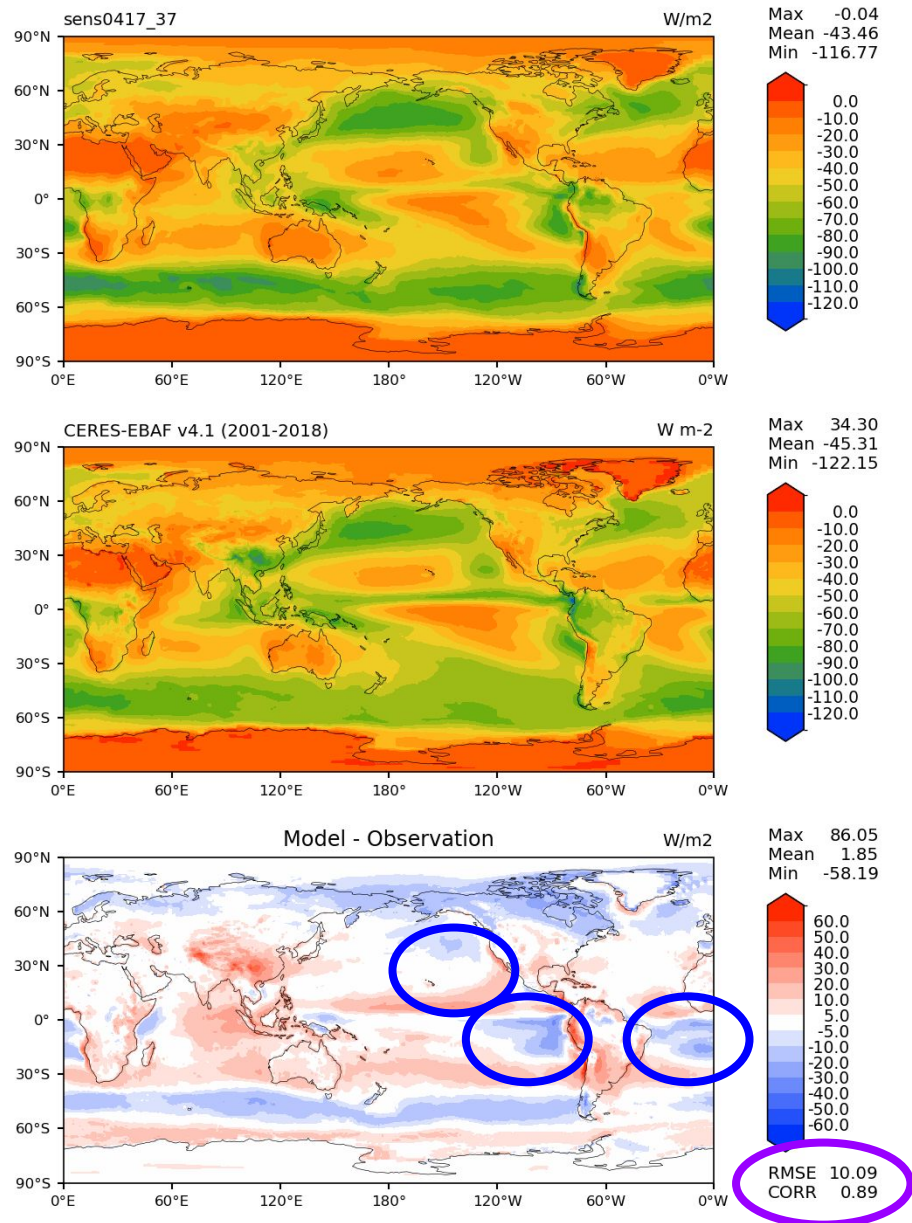 sens0417_37 W/m2
Max -0.04
Mean -43.46
Min -116.77
90°N
60°N
30°N
0°
30°S
60°S
90°S
0°E 60°E 120°E 180° 120°W 60°W 0°W
0.0
-10.0
-20.0
-30.0
-40.0
-50.0
-60.0
-70.0
-80.0
-90.0
-100.0
-110.0
-120.0
CERES-EBAF v4.1 (2001-2018) W m-2
Max 34.30
Mean -45.31
Min -122.15
90°N
60°N
30°N
0°
30°S
60°S
90°S
0°E 60°E 120°E 180° 120°W 60°W 0°W
0.0
-10.0
-20.0
-30.0
-40.0
-50.0
-60.0
-70.0
-80.0
-90.0
-100.0
-110.0
-120.0
Model - Observation W/m2
Max 86.05
Mean 1.85
Min -58.19
90°N
60°N
30°N
0°
30°S
60°S
90°S
0°E 60°E 120°E 180° 120°W 60°W 0°W
60.0
50.0
40.0
30.0
20.0
10.0
5.0
-5.0
-10.0
-20.0
-30.0
-40.0
-50.0
-60.0
RMSE 10.09
CORR 0.89